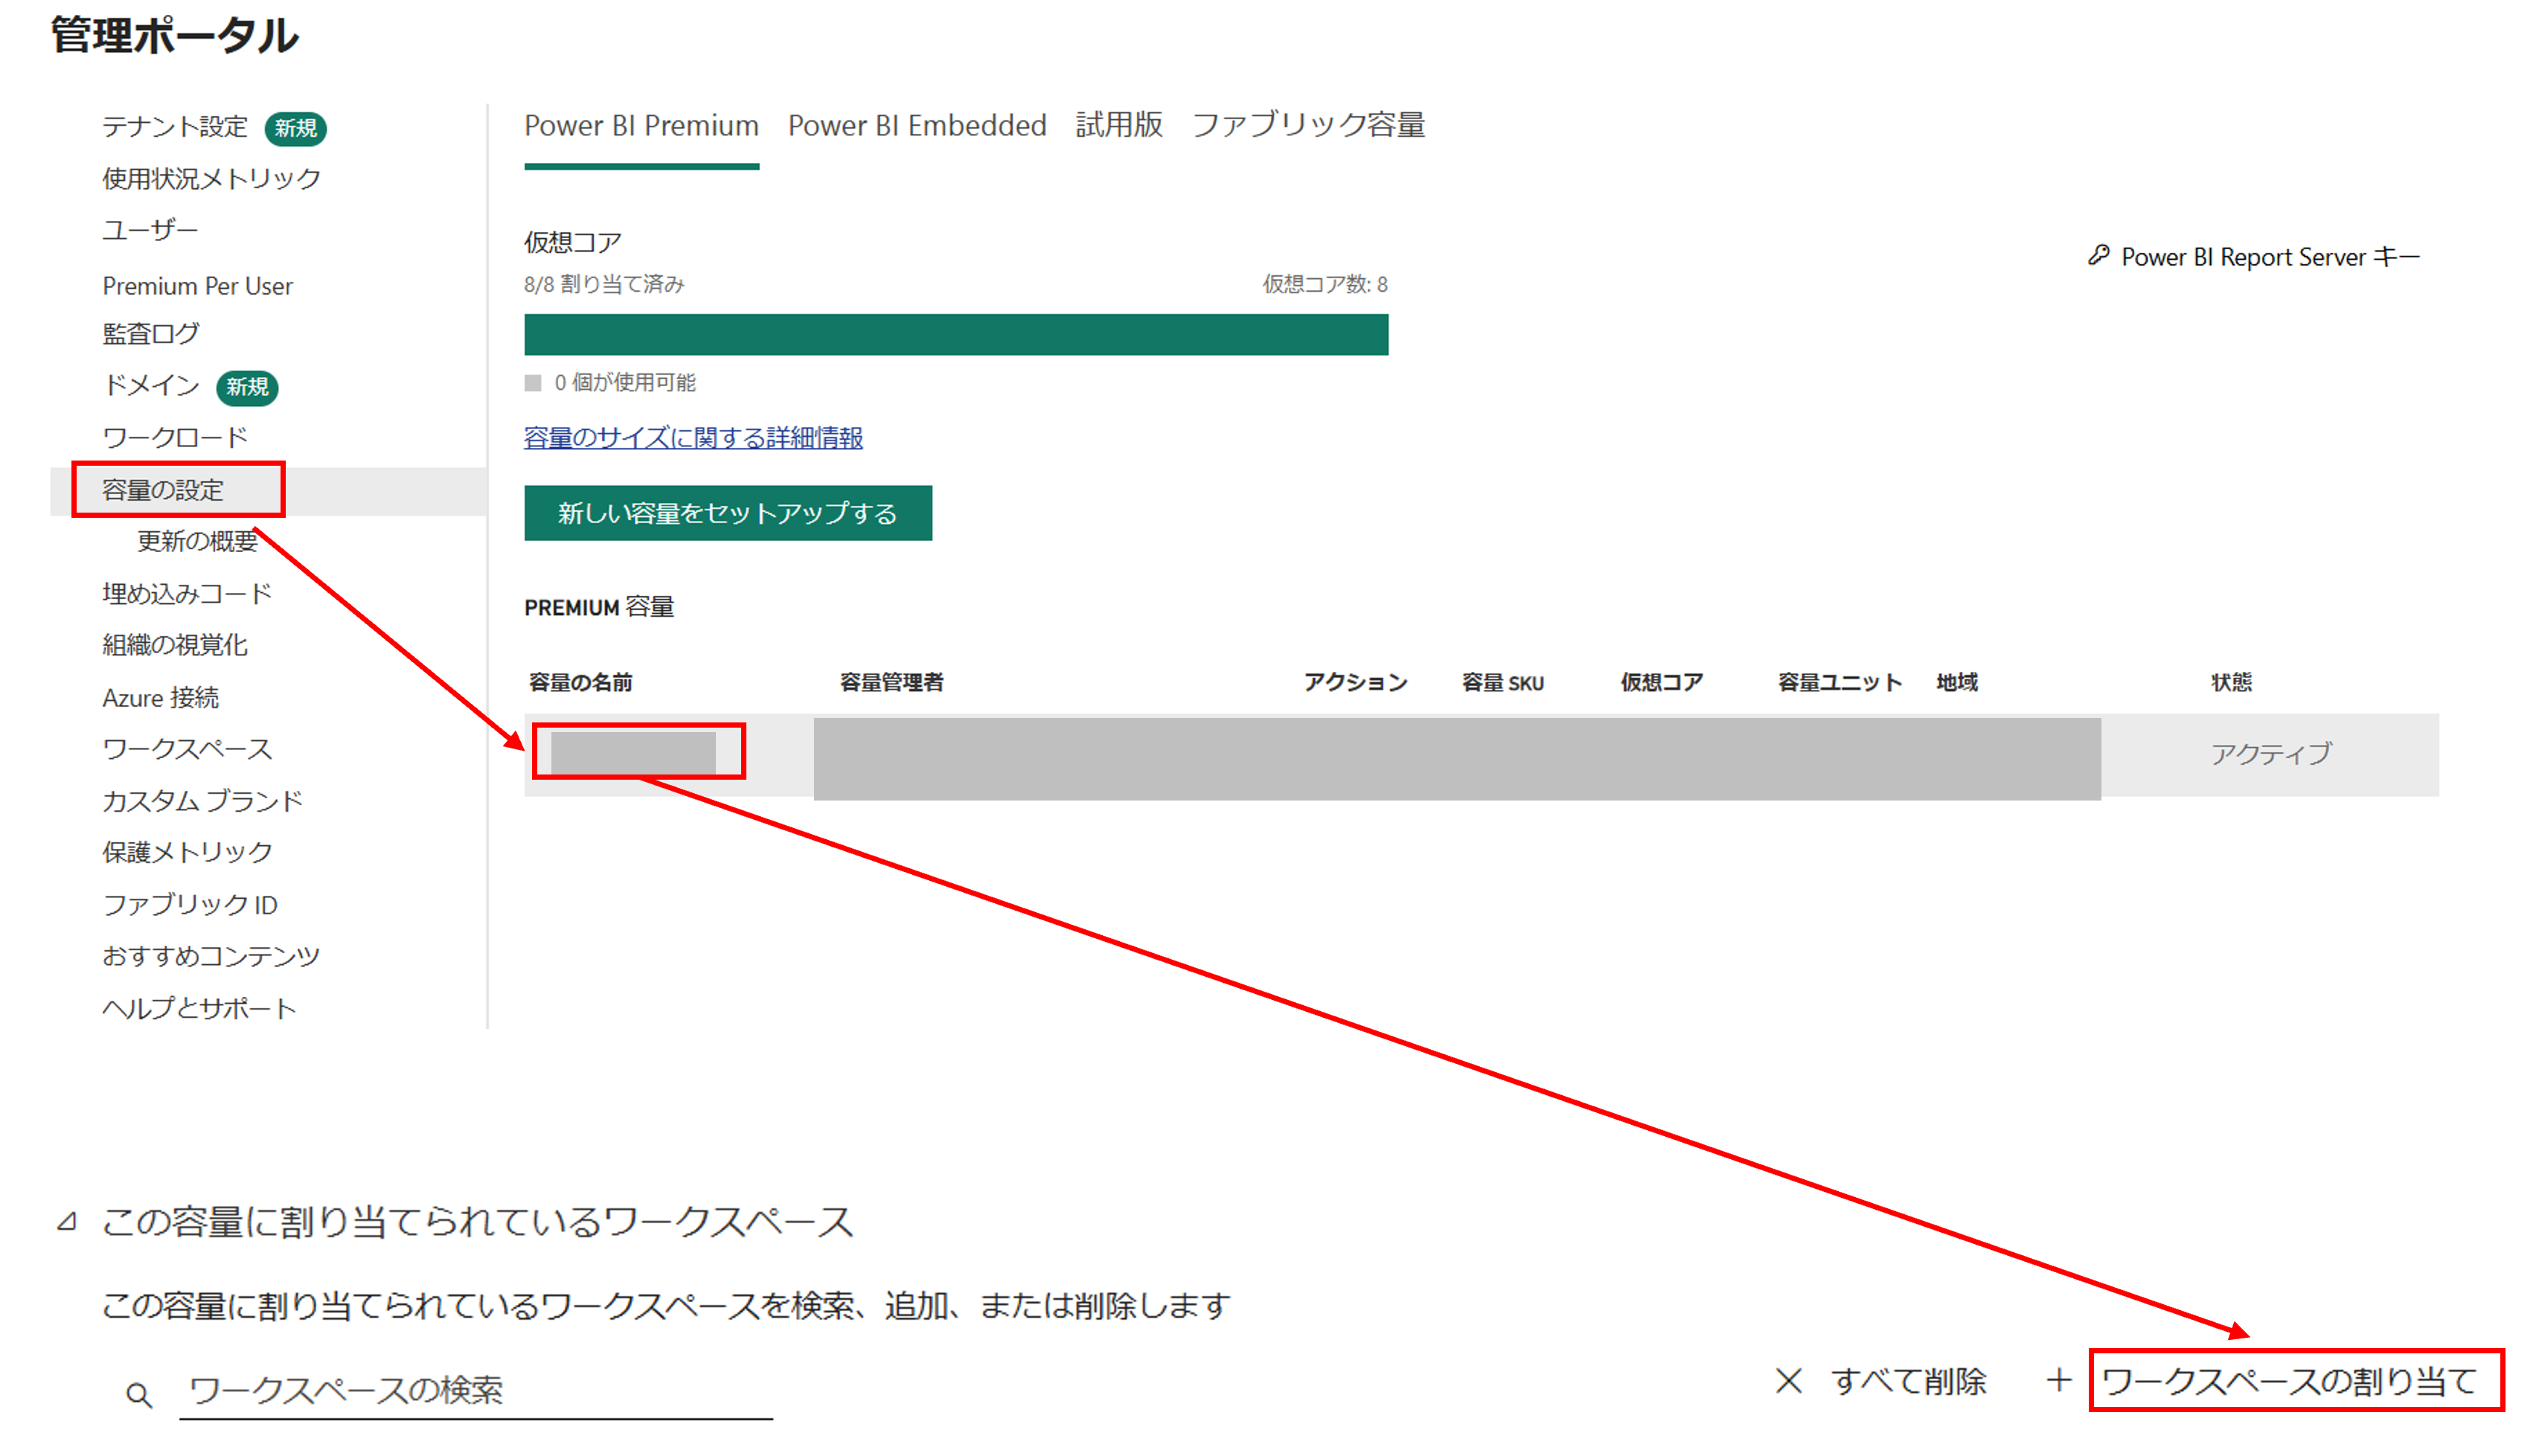 管理ポータル
テナント設定 新規
使用状況メトリック
ユーザー
Premium Per User
監査ログ
ドメイン 新規
ワークロード
容量の設定
更新の概要
埋め込みコード
組織の視覚化
Azure 接続
ワークスペース
カスタム ブランド
保護メトリック
ファブリック ID
おすすめコンテンツ
ヘルプとサポート
Power BI Premium Power BI Embedded 試用版 ファブリック容量
仮想コア
8/8 割り当て済み 仮想コア数: 8
0 個が使用可能
Power BI Report Server キー
容量のサイズに関する詳細情報
新しい容量をセットアップする
PREMIUM 容量
容量の名前 容量管理者 アクション 容量 SKU 仮想コア 容量ユニット 地域 状態
アクティブ
この容量に割り当てられているワークスペース
この容量に割り当てられているワークスペースを検索、追加、または削除します
ワークスペースの検索 すべて削除 ワークスペースの割り当て